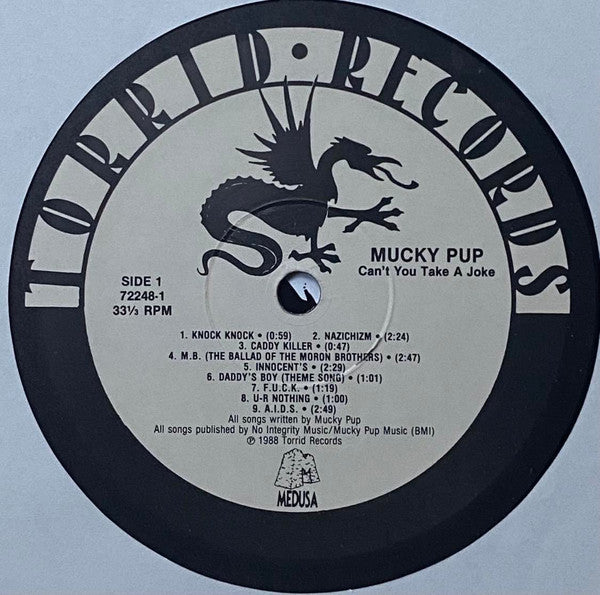 TORRID • RECORDS
MUCKY PUP
Can't You Take A Joke
SIDE 1
72248-1
33⅓ RPM
1. KNOCK KNOCK • (0:59) 2. NAZICHIZM • (2:24)
3. CADDY KILLER • (0:47)
4. M.B. (THE BALLAD OF THE MORON BROTHERS) • (2:47)
5. INNOCENT'S • (2:29)
6. DADDY'S BOY (THEME SONG) • (1:01)
7. F.U.C.K. • (1:19)
8. U-R NOTHING • (1:00)
9. A.I.D.S. • (2:49)
All songs written by Mucky Pup
All songs published by No Integrity Music/Mucky Pup Music (BMI)
℗ 1988 Torrid Records
M
MEDUSA